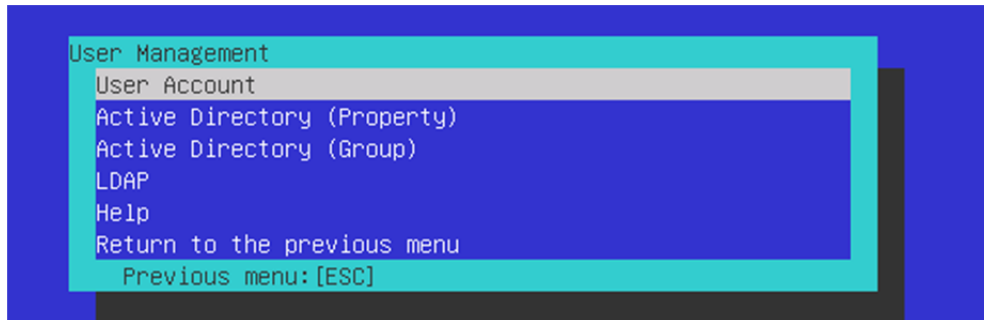 User Management
User Account
Active Directory (Property)
Active Directory (Group)
LDAP
Help
Return to the previous menu
Previous menu:[ESC]